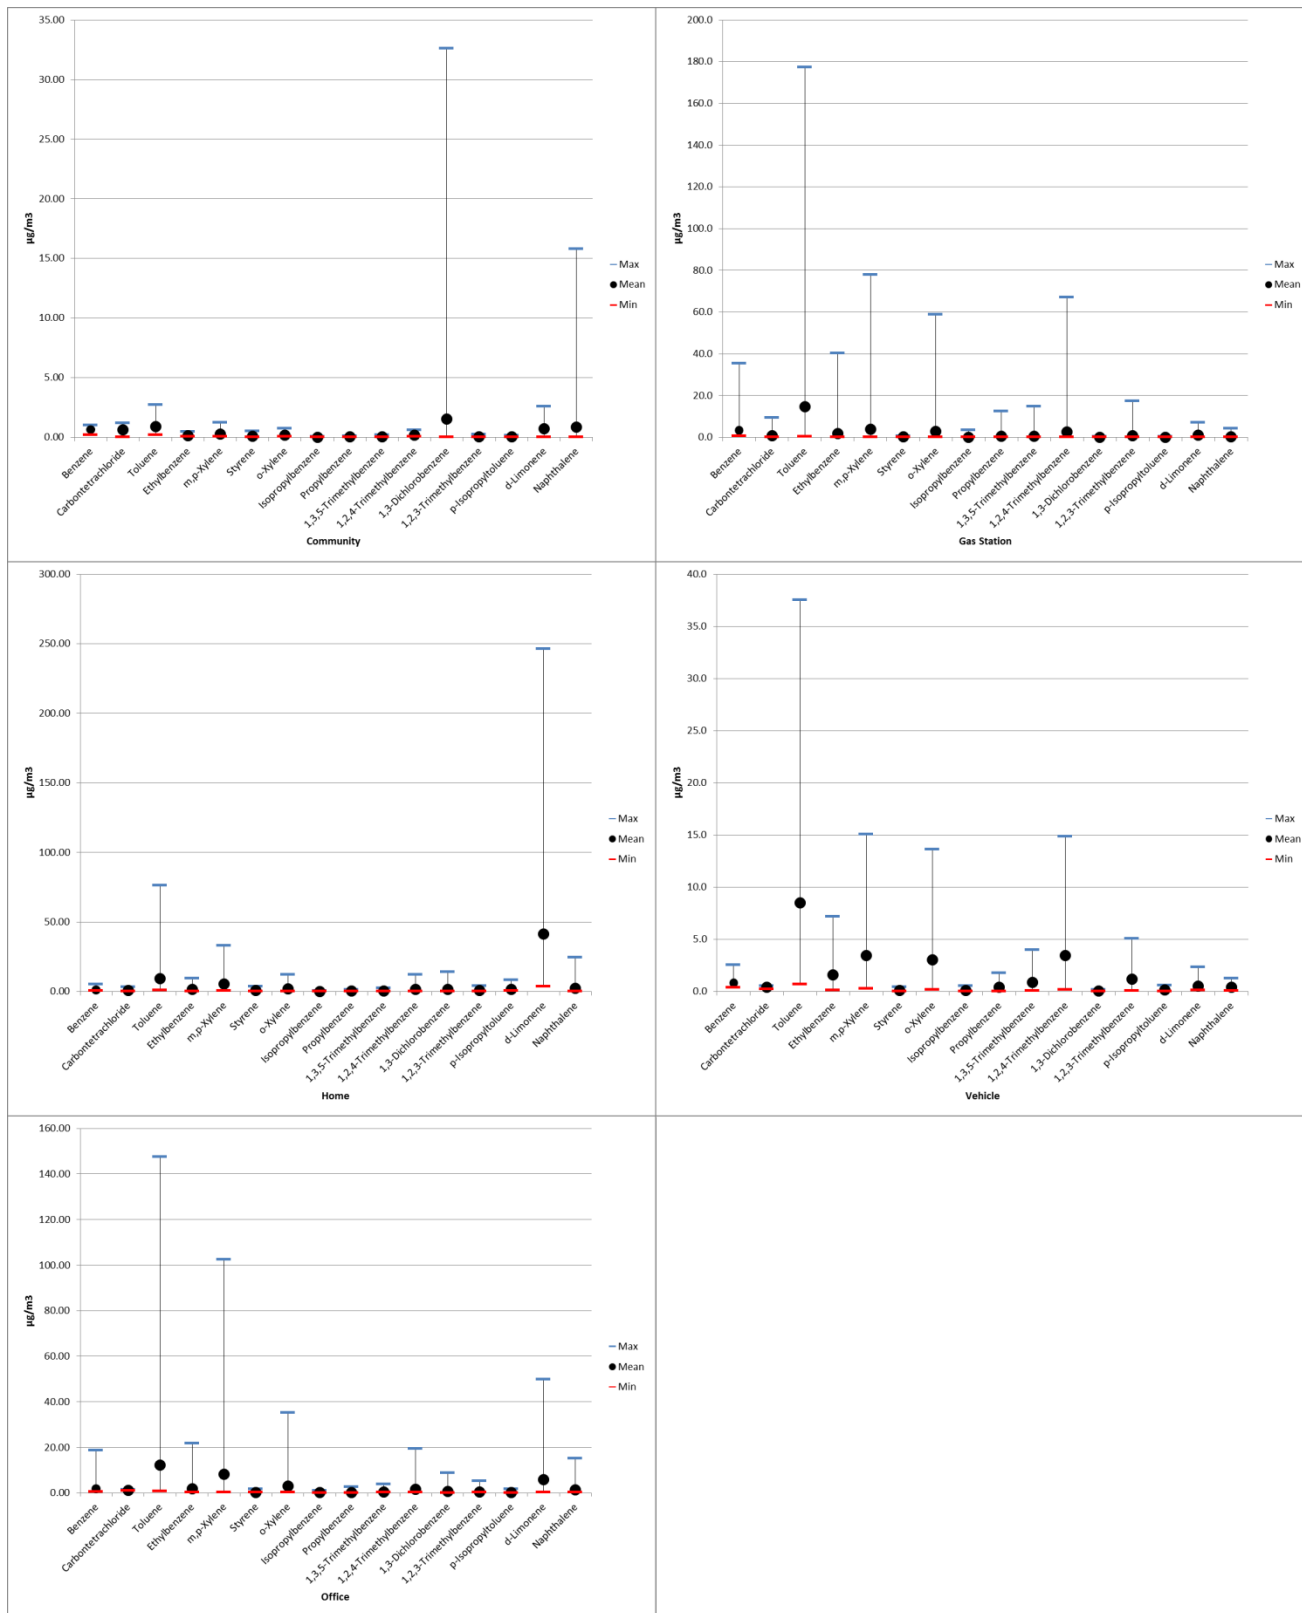 35.00
30.00
25.00
20.00
15.00
10.00
5.00
0.00
µg/m3
Benzene
Carbontetrachloride
Toluene
Ethylbenzene
m,p-Xylene
Styrene
o-Xylene
Isopropylbenzene
Propylbenzene
1,3,5-Trimethylbenzene
1,2,4-Trimethylbenzene
1,3-Dichlorobenzene
1,2,3-Trimethylbenzene
p-Isopropyltoluene
d-Limonene
Naphthalene
Community
Max
Mean
Min
200.0
180.0
160.0
140.0
120.0
100.0
80.0
60.0
40.0
20.0
0.0
µg/m3
Benzene
Carbontetrachloride
Toluene
Ethylbenzene
m,p-Xylene
Styrene
o-Xylene
Isopropylbenzene
Propylbenzene
1,3,5-Trimethylbenzene
1,2,4-Trimethylbenzene
1,3-Dichlorobenzene
1,2,3-Trimethylbenzene
p-Isopropyltoluene
d-Limonene
Naphthalene
Gas Station
Max
Mean
Min
300.00
250.00
200.00
150.00
100.00
50.00
0.00
µg/m3
Benzene
Carbontetrachloride
Toluene
Ethylbenzene
m,p-Xylene
Styrene
o-Xylene
Isopropylbenzene
Propylbenzene
1,3,5-Trimethylbenzene
1,2,4-Trimethylbenzene
1,3-Dichlorobenzene
1,2,3-Trimethylbenzene
p-Isopropyltoluene
d-Limonene
Naphthalene
Home
Max
Mean
Min
40.0
35.0
30.0
25.0
20.0
15.0
10.0
5.0
0.0
µg/m3
Benzene
Carbontetrachloride
Toluene
Ethylbenzene
m,p-Xylene
Styrene
o-Xylene
Isopropylbenzene
Propylbenzene
1,3,5-Trimethylbenzene
1,2,4-Trimethylbenzene
1,3-Dichlorobenzene
1,2,3-Trimethylbenzene
p-Isopropyltoluene
d-Limonene
Naphthalene
Vehicle
Max
Mean
Min
160.00
140.00
120.00
100.00
80.00
60.00
40.00
20.00
0.00
µg/m3
Benzene
Carbontetrachloride
Toluene
Ethylbenzene
m,p-Xylene
Styrene
o-Xylene
Isopropylbenzene
Propylbenzene
1,3,5-Trimethylbenzene
1,2,4-Trimethylbenzene
1,3-Dichlorobenzene
1,2,3-Trimethylbenzene
p-Isopropyltoluene
d-Limonene
Naphthalene
Office
Max
Mean
Min